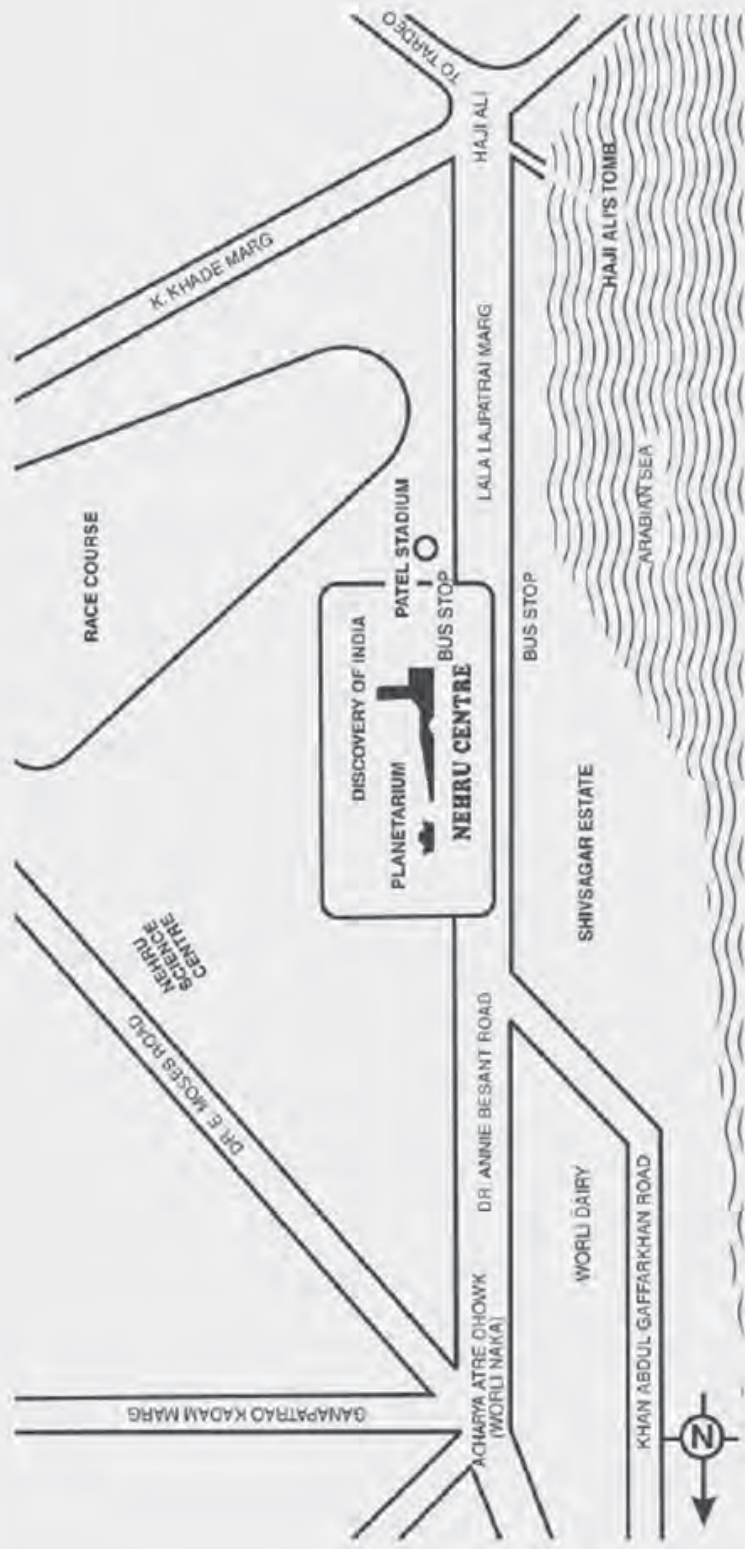 TO TARDEO
HAJI ALI
K. KHADE MARG
HAJI ALI'S TOMB
LALA LAJPATRAI MARG
ARABIAN SEA
RACE COURSE
PATEL STADIUM
BUS STOP
BUS STOP
DISCOVERY OF INDIA
PLANETARIUM
NEHRU CENTRE
SHIVSAGAR ESTATE
NEHRU
SCIENCE
CENTRE
DR. E. MOSES ROAD
DR. ANNIE BESANT ROAD
WORLI DAIRY
KHAN ABDUL GAFFARKHAN ROAD
GANAPATRAO KADAM MARG
ACHARYA ATRE CHOWK
(WORLI NAKA)
N